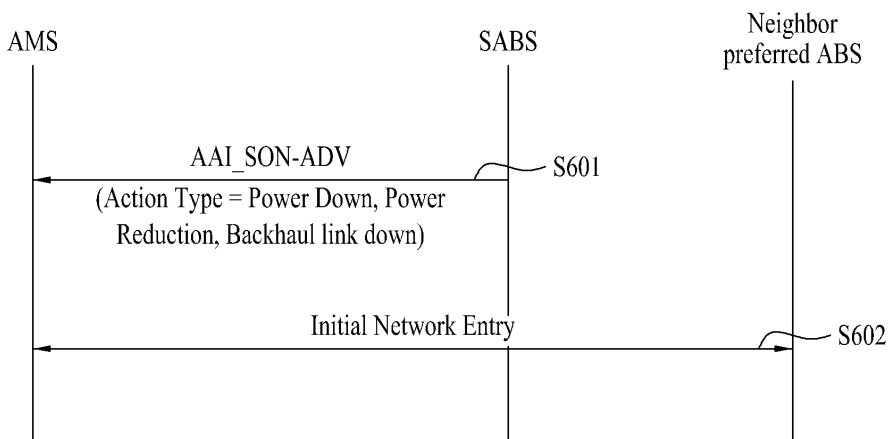 AMS
SABS
Neighbor
preferred ABS
AAI_SON-ADV
S601
(Action Type = Power Down, Power
Reduction, Backhaul link down)
Initial Network Entry
S602